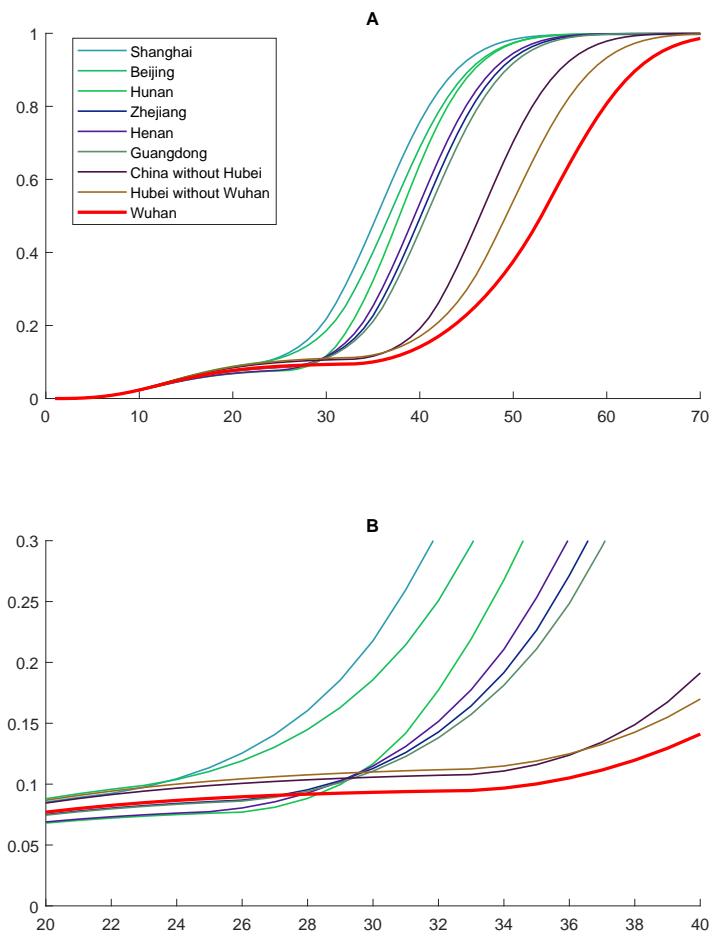 A
1
0.8
0.6
0.4
0.2
0
Shanghai
Beijing
Hunan
Zhejiang
Henan
Guangdong
China without Hubei
Hubei without Wuhan
Wuhan
0 10 20 30 40 50 60 70
B
0.3
0.25
0.2
0.15
0.1
0.05
0
20 22 24 26 28 30 32 34 36 38 40